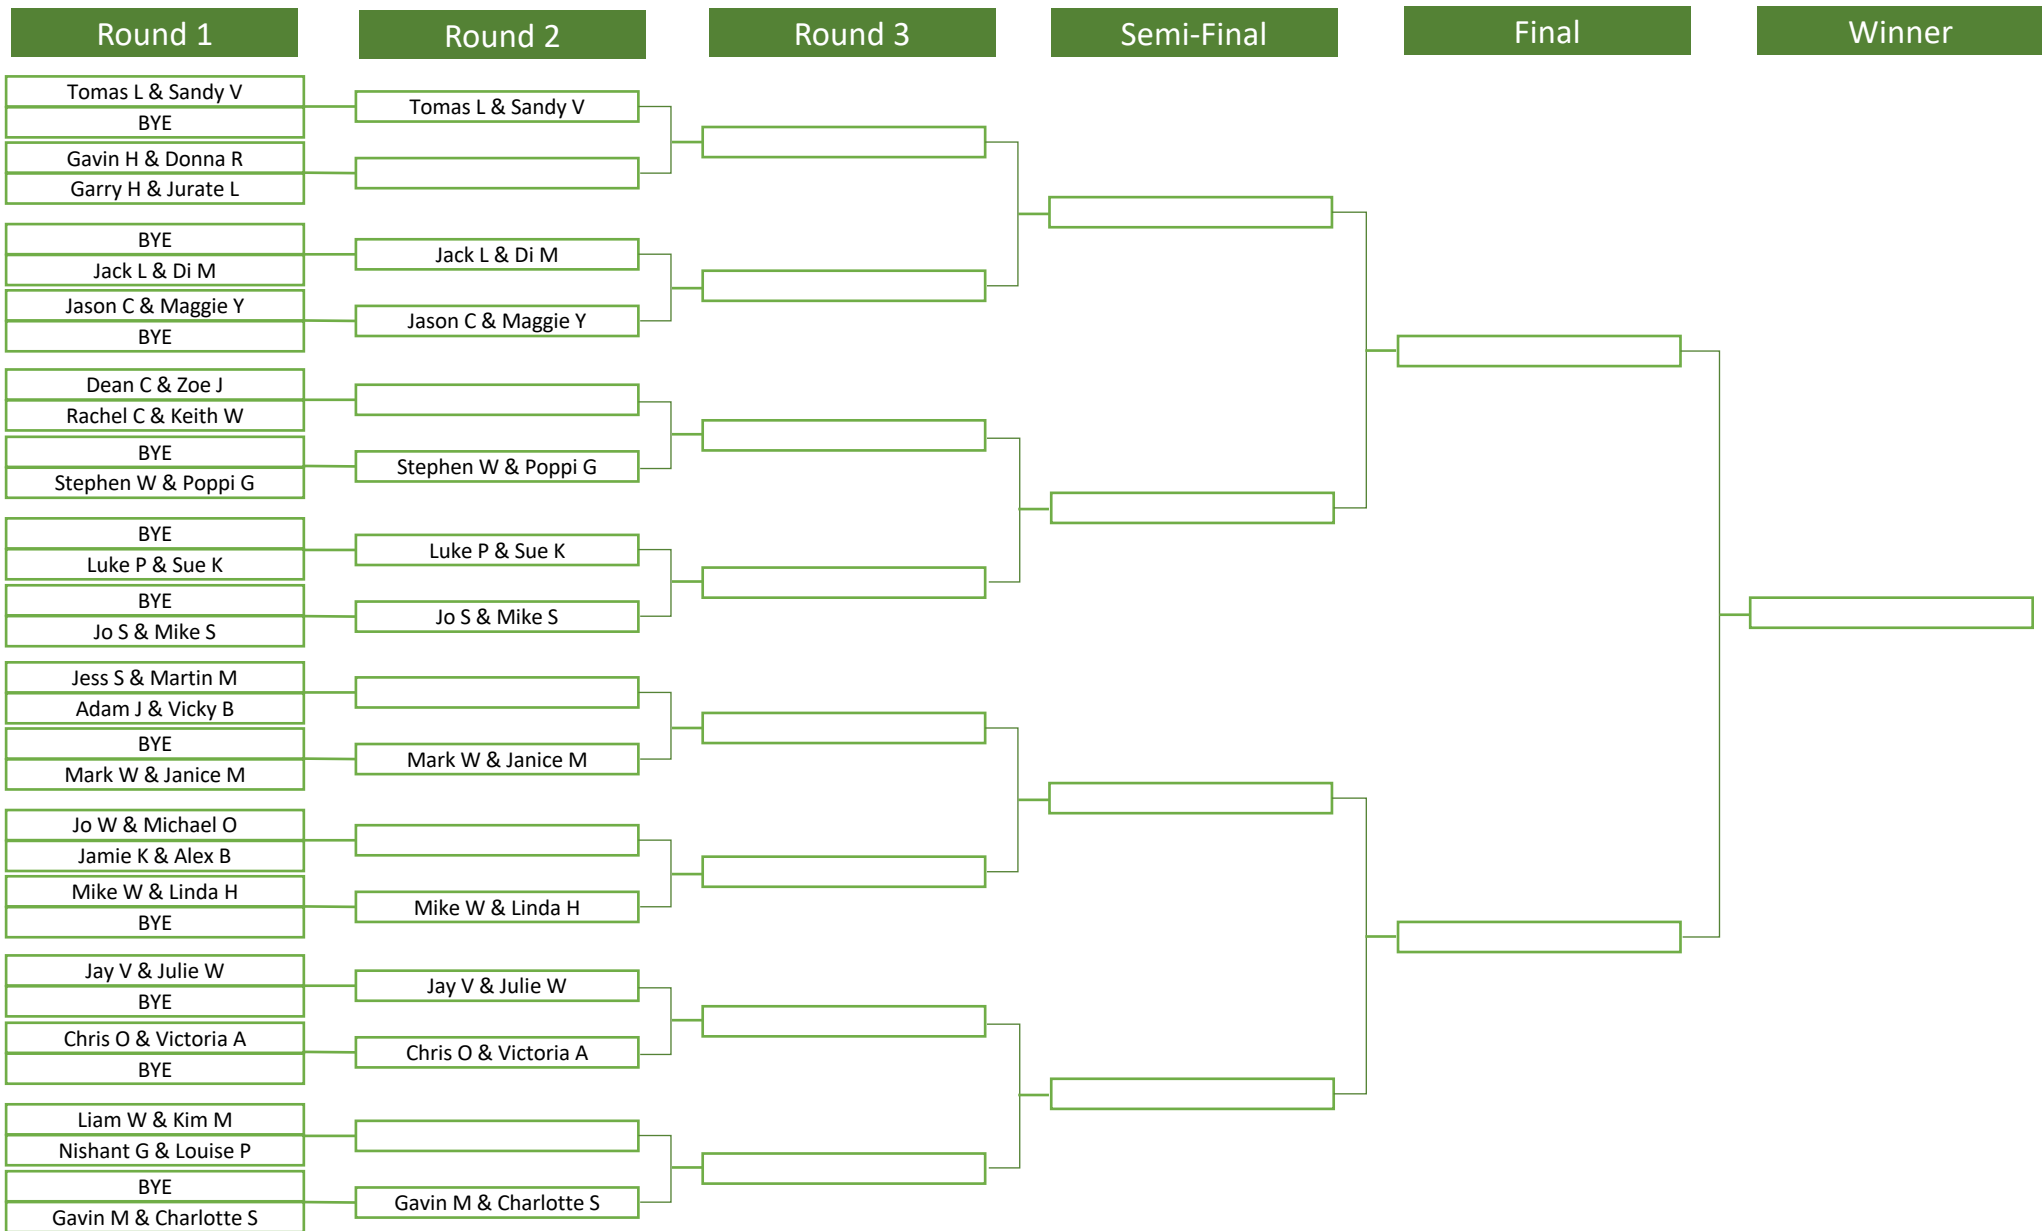 Round 1
Round 2
Round 3
Semi-Final
Final
Winner
Tomas L & Sandy V
BYE
Gavin H & Donna R
Garry H & Jurate L
BYE
Jack L & Di M
Jason C & Maggie Y
BYE
Dean C & Zoe J
Rachel C & Keith W
BYE
Stephen W & Poppi G
BYE
Luke P & Sue K
BYE
Jo S & Mike S
Jess S & Martin M
Adam J & Vicky B
BYE
Mark W & Janice M
Jo W & Michael O
Jamie K & Alex B
Mike W & Linda H
BYE
Jay V & Julie W
BYE
Chris O & Victoria A
BYE
Liam W & Kim M
Nishant G & Louise P
BYE
Gavin M & Charlotte S
Tomas L & Sandy V
Jack L & Di M
Jason C & Maggie Y
Stephen W & Poppi G
Luke P & Sue K
Jo S & Mike S
Mark W & Janice M
Mike W & Linda H
Jay V & Julie W
Chris O & Victoria A
Gavin M & Charlotte S